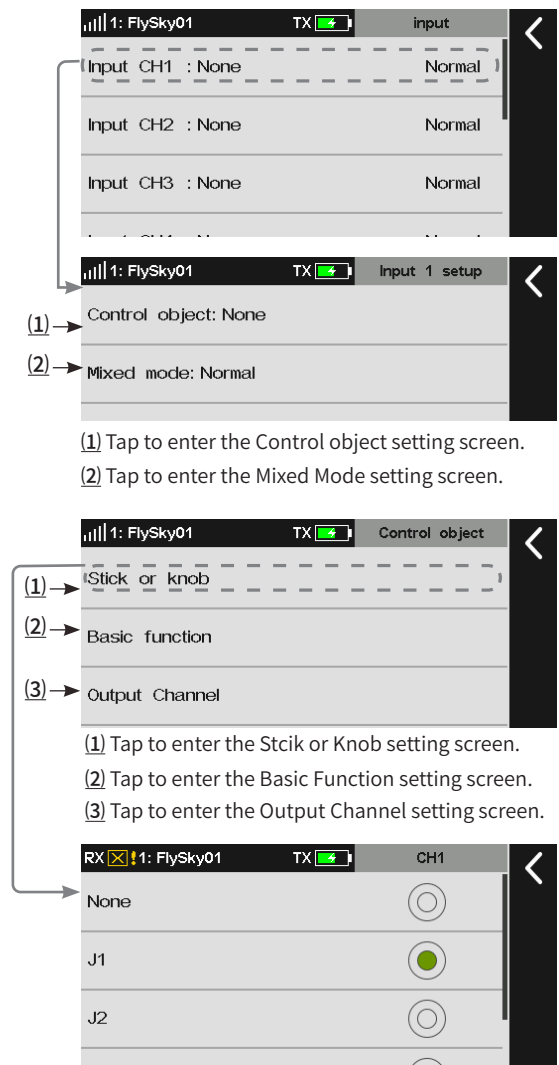 1: FlySky01 TX input
Input CH1 : None Normal
Input CH2 : None Normal
Input CH3 : None Normal
1: FlySky01 TX Input 1 setup
(1) Control object: None
(2) Mixed mode: Normal
(1) Tap to enter the Control object setting screen.
(2) Tap to enter the Mixed Mode setting screen.
1: FlySky01 TX Control object
(1) Stick or knob
(2) Basic function
(3) Output Channel
(1) Tap to enter the Stcik or Knob setting screen.
(2) Tap to enter the Basic Function setting screen.
(3) Tap to enter the Output Channel setting screen.
RX ! 1: FlySky01 TX CH1
None
J1
J2